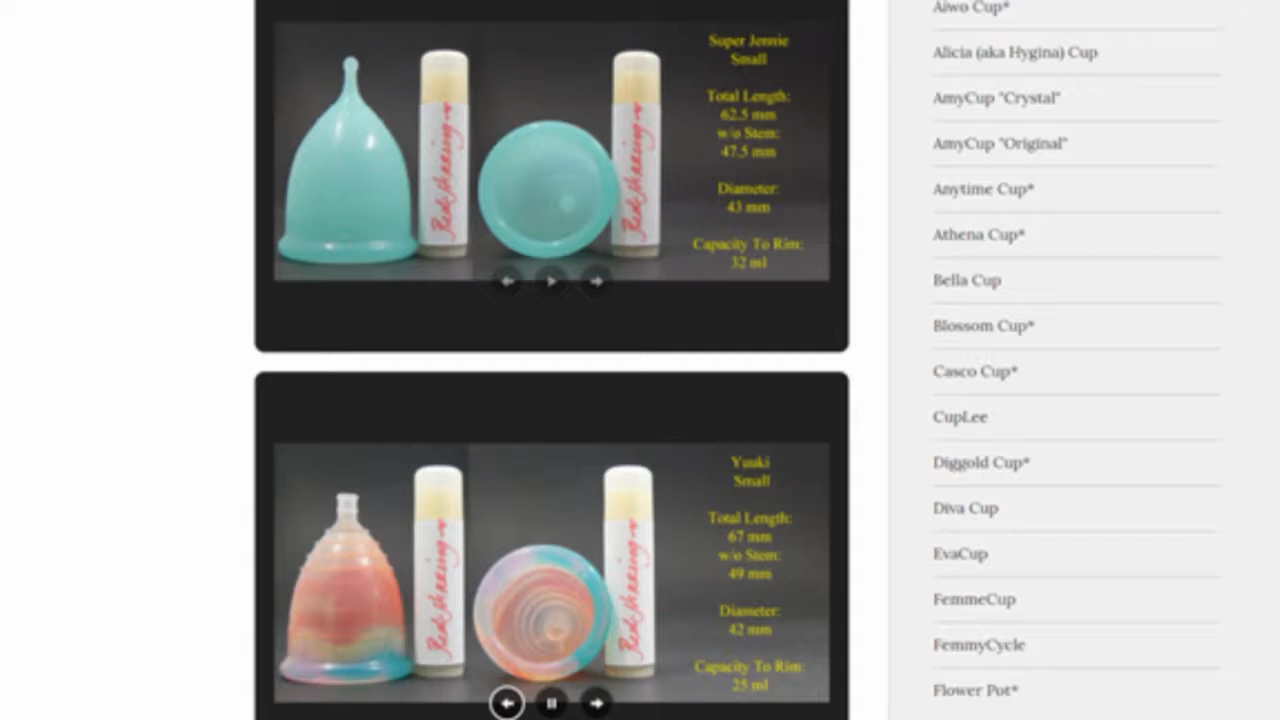 Super Jennie
Small
Total Length:
62.5 mm
w/o Stem:
47.5 mm
Diameter:
43 mm
Capacity To Rim:
32 ml
Yuuki
Small
Total Length:
67 mm
w/o Stem:
49 mm
Diameter:
42 mm
Capacity To Rim:
25 ml
Aiwo Cup*
Alicia (aka Hygina) Cup
AmyCup "Crystal"
AmyCup "Original"
Anytime Cup*
Athena Cup*
Bella Cup
Blossom Cup*
Casco Cup*
CupLee
Diggold Cup*
Diva Cup
EvaCup
FemmeCup
FemmyCycle
Flower Pot*